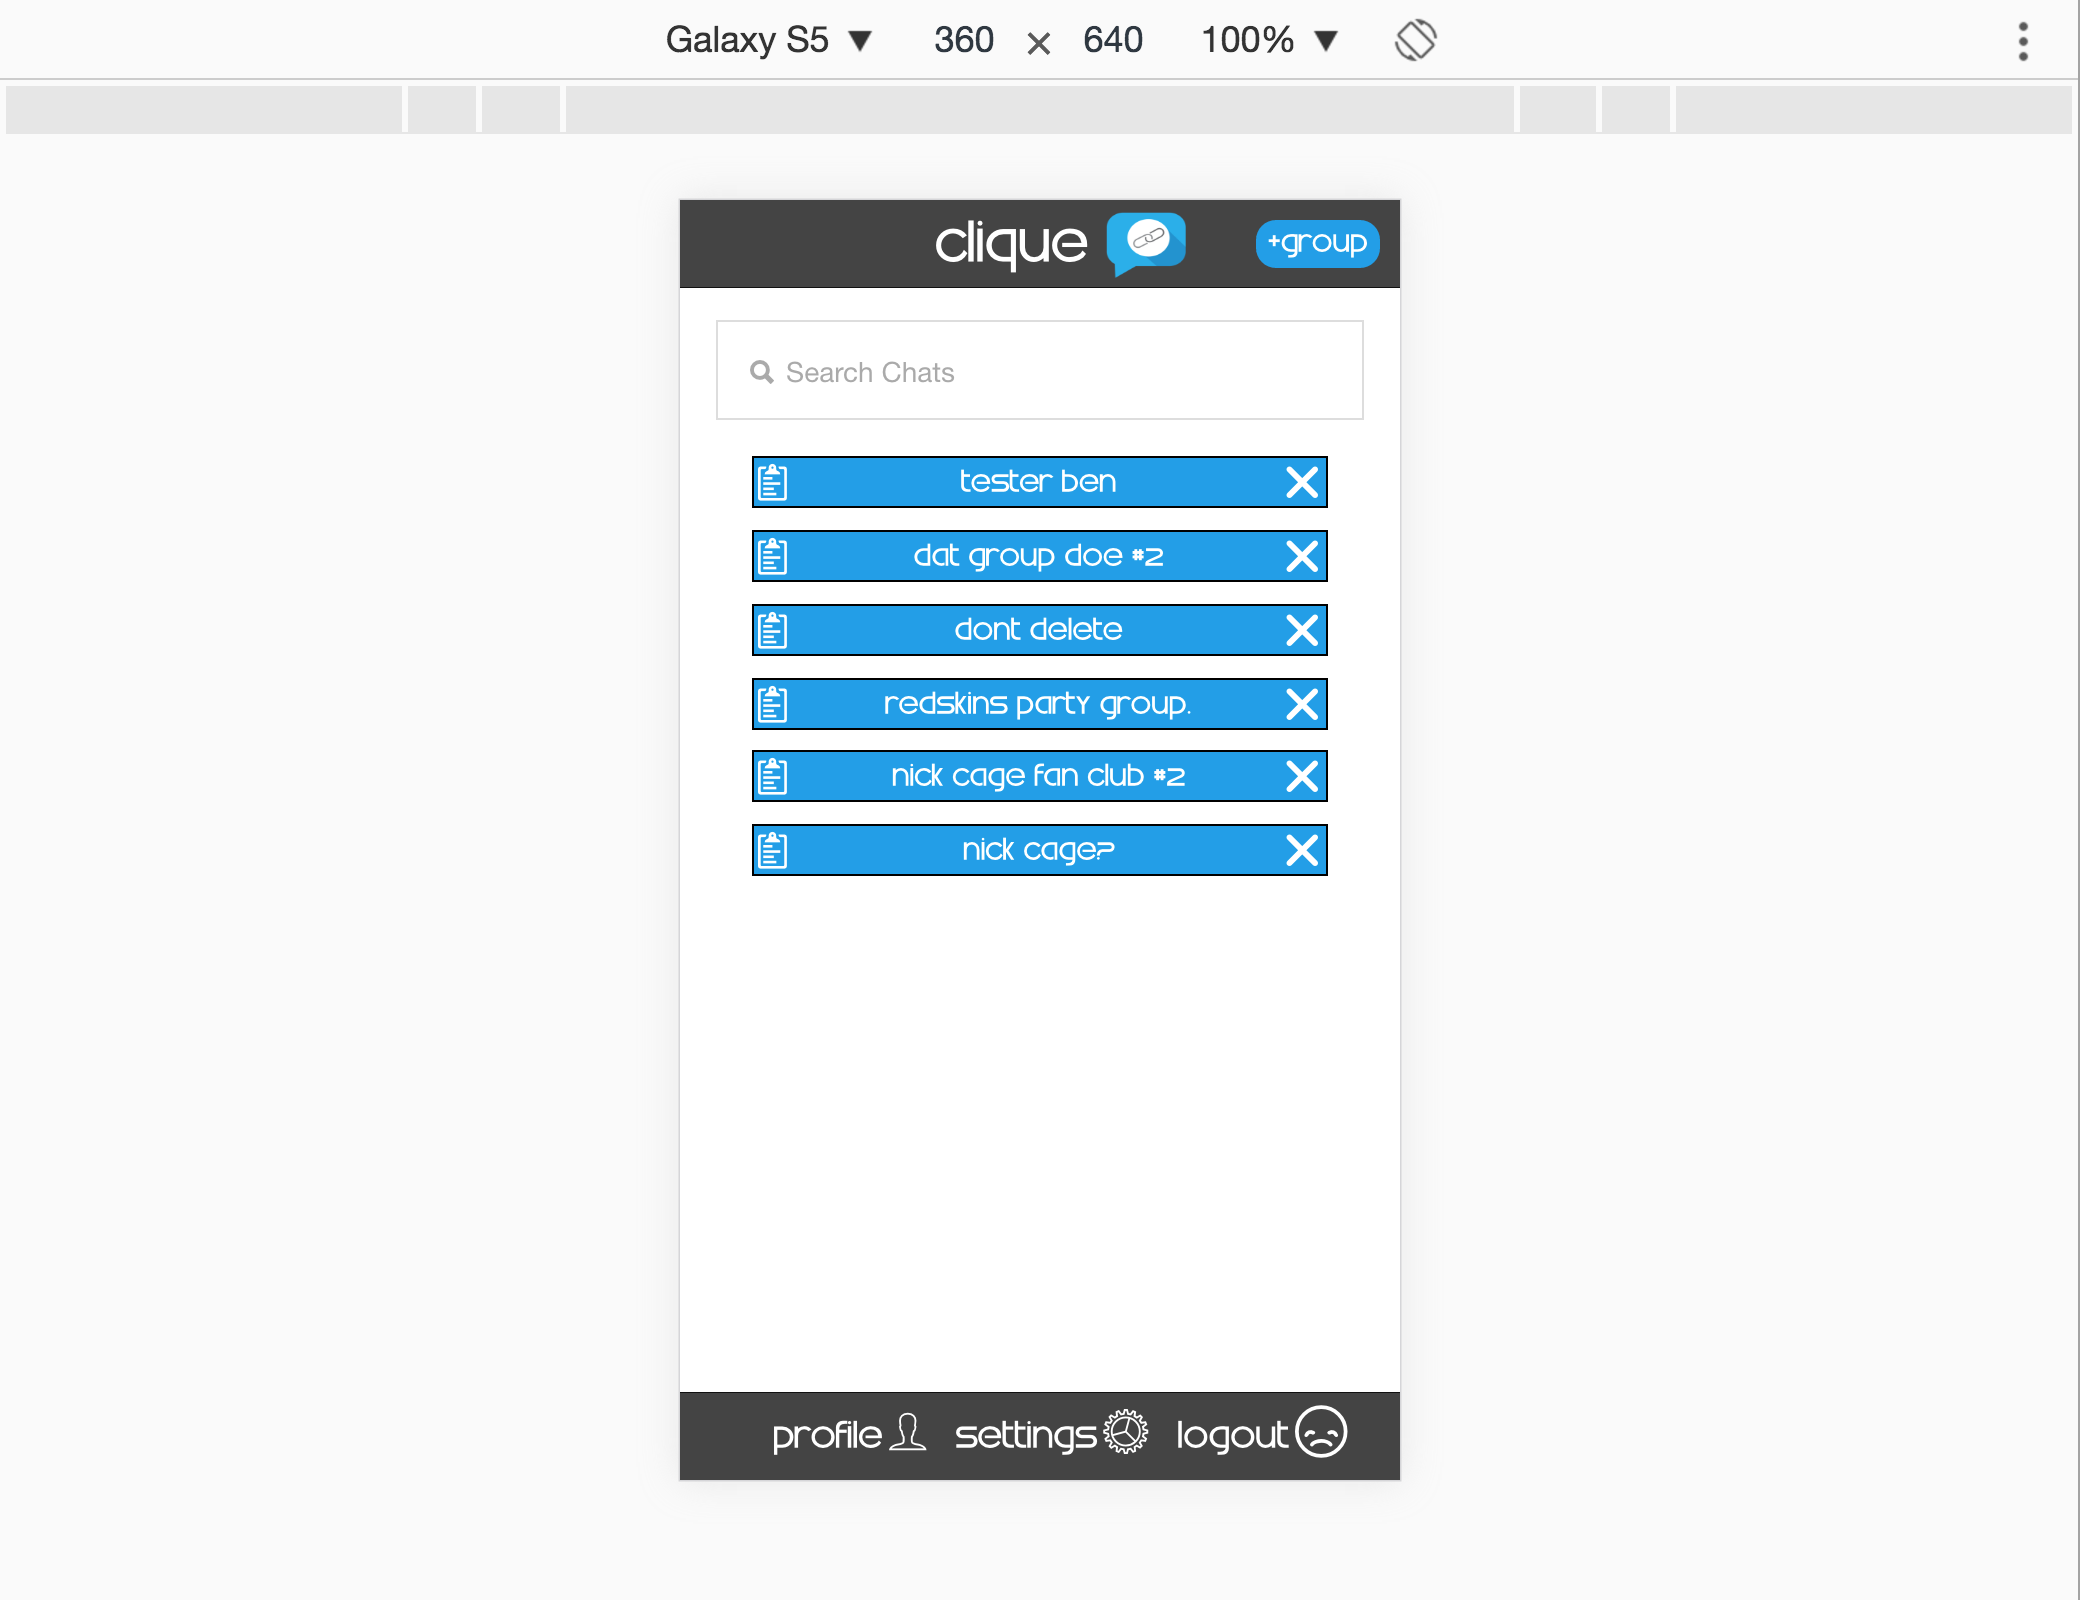 Galaxy S5 ▼ 360 × 640 100% ▼
clique +group
Search Chats
tester ben
dat group doe #2
dont delete
redskins party group.
nick cage fan club #2
nick cage?
profile settings logout